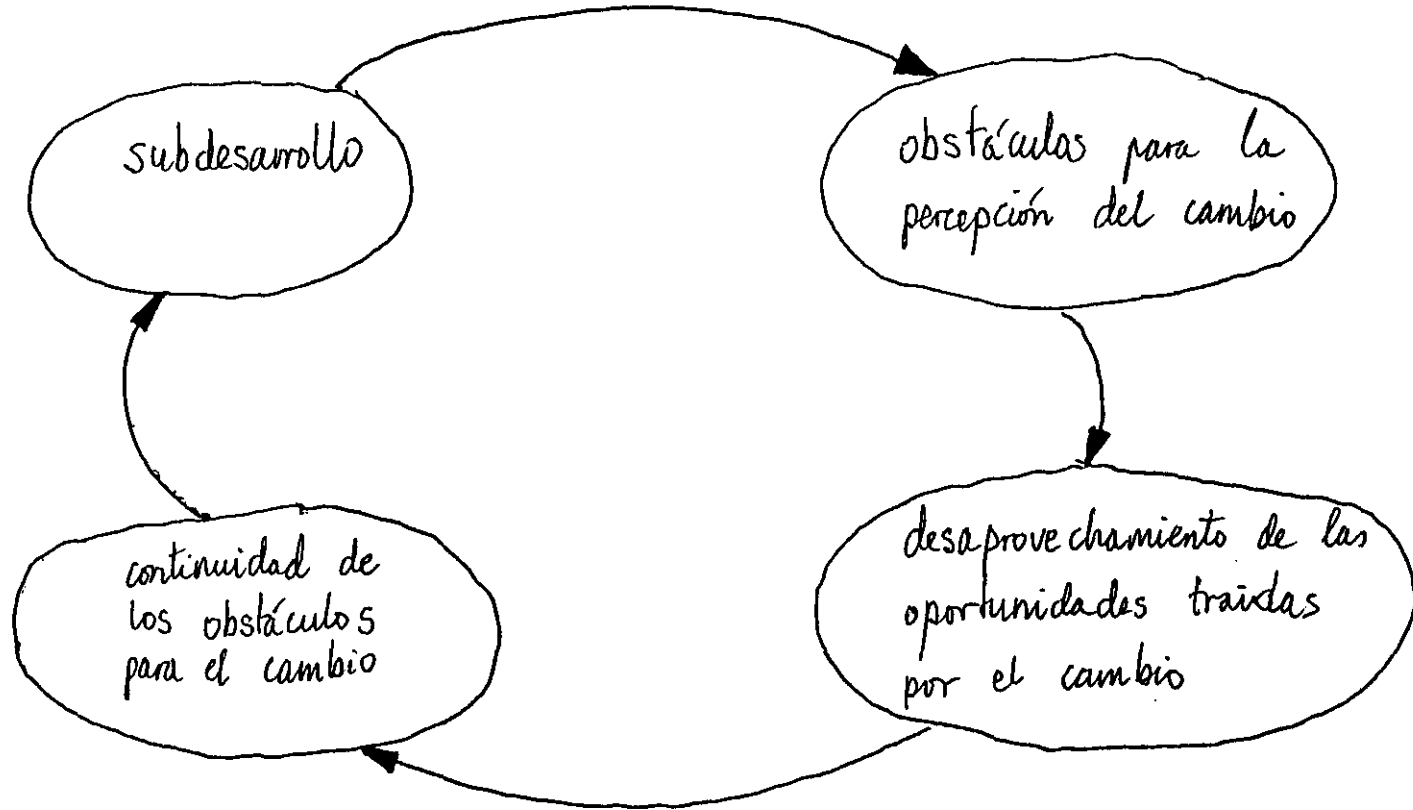 subdesarrollo
obstáculos para la
percepción del cambio
desaprovechamiento de las
oportunidades traídas
por el cambio
continuidad de
los obstáculos
para el cambio